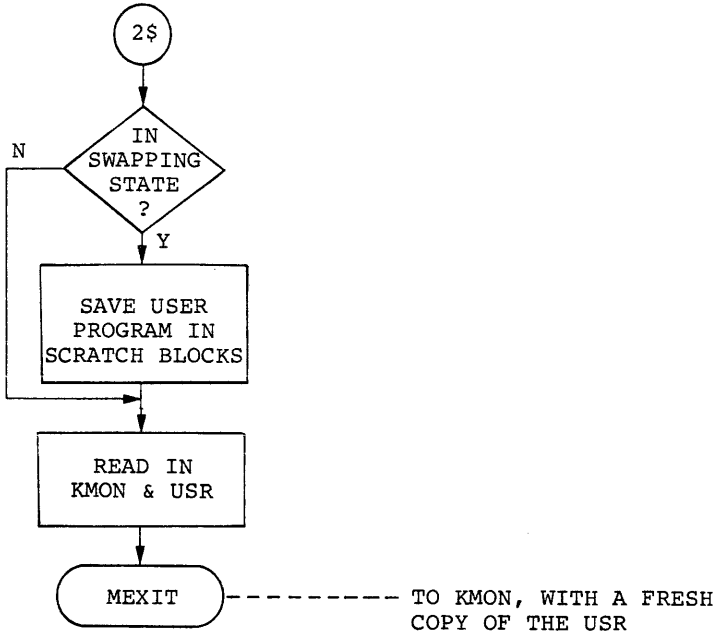 2$
IN
SWAPPING
STATE
?
N
Y
SAVE USER
PROGRAM IN
SCRATCH BLOCKS
READ IN
KMON & USR
MEXIT
TO KMON, WITH A FRESH
COPY OF THE USR